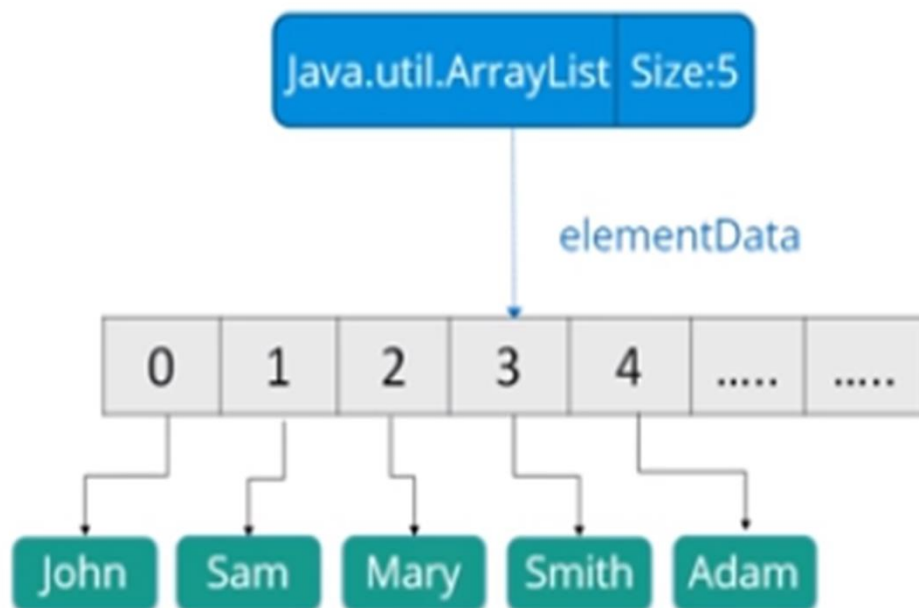 Java.util.ArrayList Size:5
elementData
0 1 2 3 4 ..... .....
John Sam Mary Smith Adam